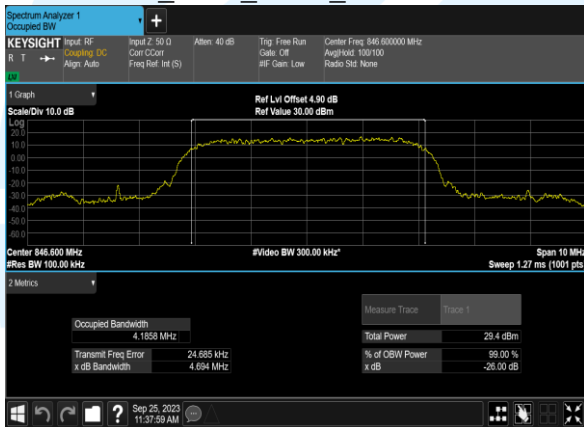 Spectrum Analyzer 1
Occupied BW
KEYSIGHT Input: RF Input Z: 50 Ω Atten: 40 dB Trig: Free Run Center Freq: 846.600000 MHz
R T Coupling: DC Corr CCorr Gate: Off Avg|Hold: 100/100
Align: Auto Freq Ref: Int (S) #IF Gain: Low Radio Std: None
1 Graph
Ref Lvl Offset 4.90 dB
Scale/Div 10.0 dB Ref Value 30.00 dBm
Log
20.0
10.0
0.00
-10.0
-20.0
-30.0
-40.0
-50.0
-60.0
Center 846.600 MHz #Video BW 300.00 kHz* Span 10 MHz
#Res BW 100.00 kHz Sweep 1.27 ms (1001 pts
2 Metrics
Measure Trace Trace 1
Occupied Bandwidth
4.1858 MHz Total Power 29.4 dBm
Transmit Freq Error 24.685 kHz % of OBW Power 99.00 %
x dB Bandwidth 4.694 MHz x dB -26.00 dB
Sep 25, 2023
11:37:59 AM